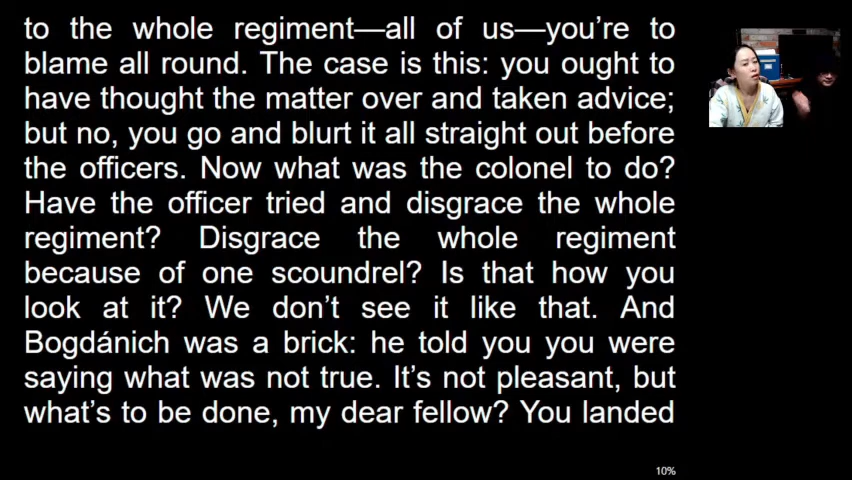 to the whole regiment—all of us—you're to
blame all round. The case is this: you ought to
have thought the matter over and taken advice;
but no, you go and blurt it all straight out before
the officers. Now what was the colonel to do?
Have the officer tried and disgrace the whole
regiment? Disgrace the whole regiment
because of one scoundrel? Is that how you
look at it? We don't see it like that. And
Bogdánich was a brick: he told you you were
saying what was not true. It's not pleasant, but
what's to be done, my dear fellow? You landed
10%